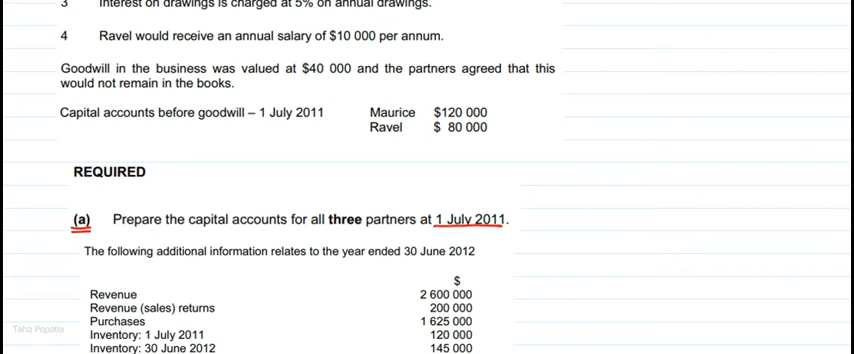 3 Interest on drawings is charged at 5% on annual drawings.
4 Ravel would receive an annual salary of $10 000 per annum.
Goodwill in the business was valued at $40 000 and the partners agreed that this
would not remain in the books.
Capital accounts before goodwill – 1 July 2011 Maurice $120 000
Ravel $ 80 000
REQUIRED
(a) Prepare the capital accounts for all three partners at 1 July 2011.
The following additional information relates to the year ended 30 June 2012
$
Revenue 2 600 000
Revenue (sales) returns 200 000
Purchases 1 625 000
Taha Popatia
Inventory: 1 July 2011 120 000
Inventory: 30 June 2012 145 000